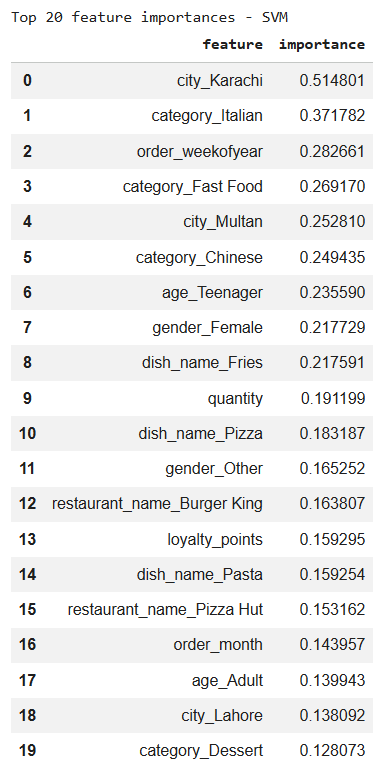 Top 20 feature importances - SVM
feature importance
0 city_Karachi 0.514801
1 category_Italian 0.371782
2 order_weekofyear 0.282661
3 category_Fast Food 0.269170
4 city_Multan 0.252810
5 category_Chinese 0.249435
6 age_Teenager 0.235590
7 gender_Female 0.217729
8 dish_name_Fries 0.217591
9 quantity 0.191199
10 dish_name_Pizza 0.183187
11 gender_Other 0.165252
12 restaurant_name_Burger King 0.163807
13 loyalty_points 0.159295
14 dish_name_Pasta 0.159254
15 restaurant_name_Pizza Hut 0.153162
16 order_month 0.143957
17 age_Adult 0.139943
18 city_Lahore 0.138092
19 category_Dessert 0.128073